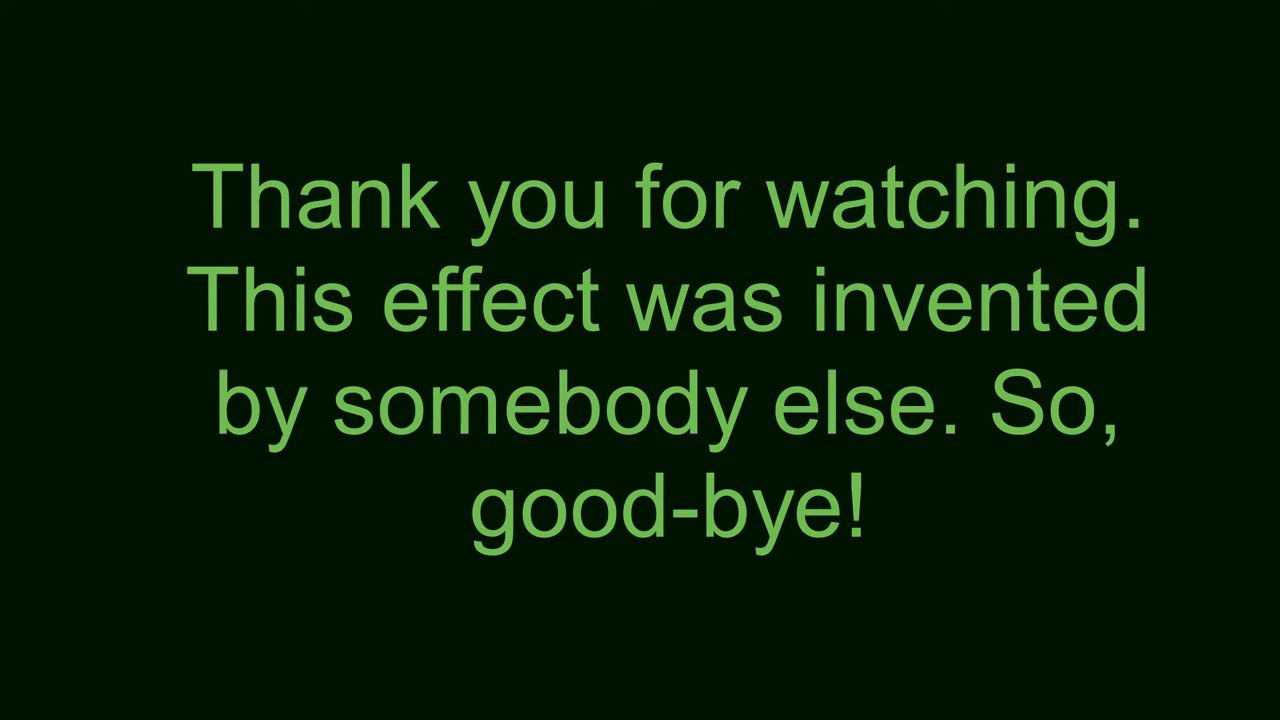 Thank you for watching.
This effect was invented
by somebody else. So,
good-bye!